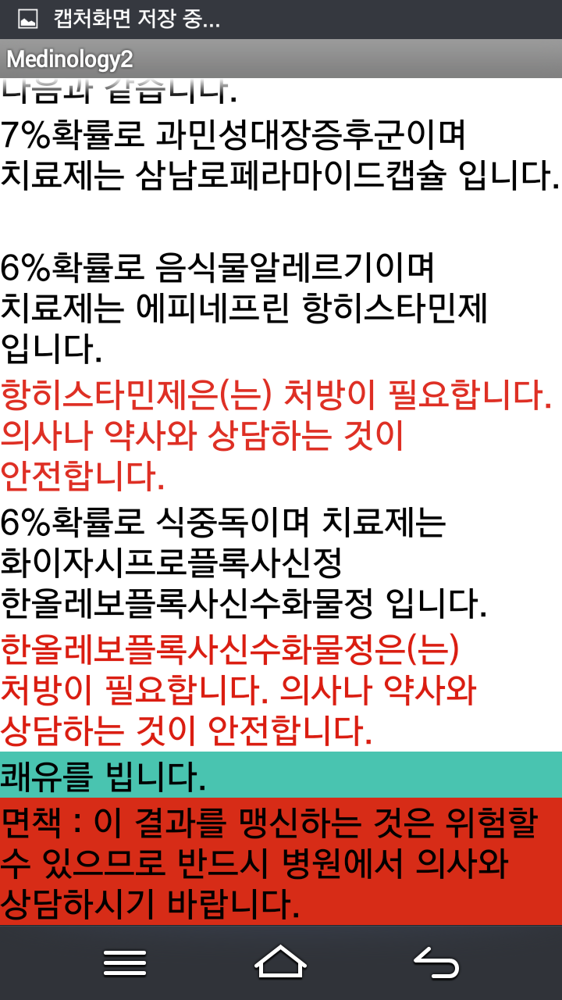 캡처화면 저장 중...
Medinology2
다음과 같습니다.
7%확률로 과민성대장증후군이며
치료제는 삼남로페라마이드캡슐 입니다.
6%확률로 음식물알레르기이며
치료제는 에피네프린 항히스타민제
입니다.
항히스타민제은(는) 처방이 필요합니다.
의사나 약사와 상담하는 것이
안전합니다.
6%확률로 식중독이며 치료제는
화이자시프로플록사신정
한올레보플록사신수화물정 입니다.
한올레보플록사신수화물정은(는)
처방이 필요합니다. 의사나 약사와
상담하는 것이 안전합니다.
쾌유를 빕니다.
면책 : 이 결과를 맹신하는 것은 위험할
수 있으므로 반드시 병원에서 의사와
상담하시기 바랍니다.